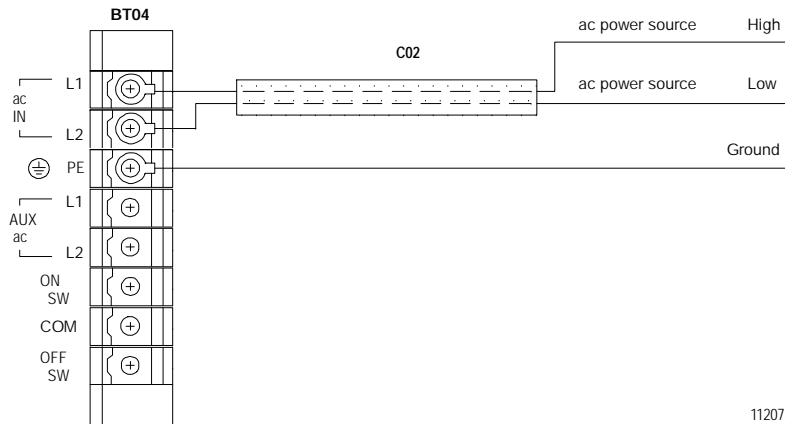 BT04
ac power source High
C02
L1
ac power source Low
ac
IN
L2
Ground
PE
L1
AUX
ac
L2
ON
SW
COM
OFF
SW
11207